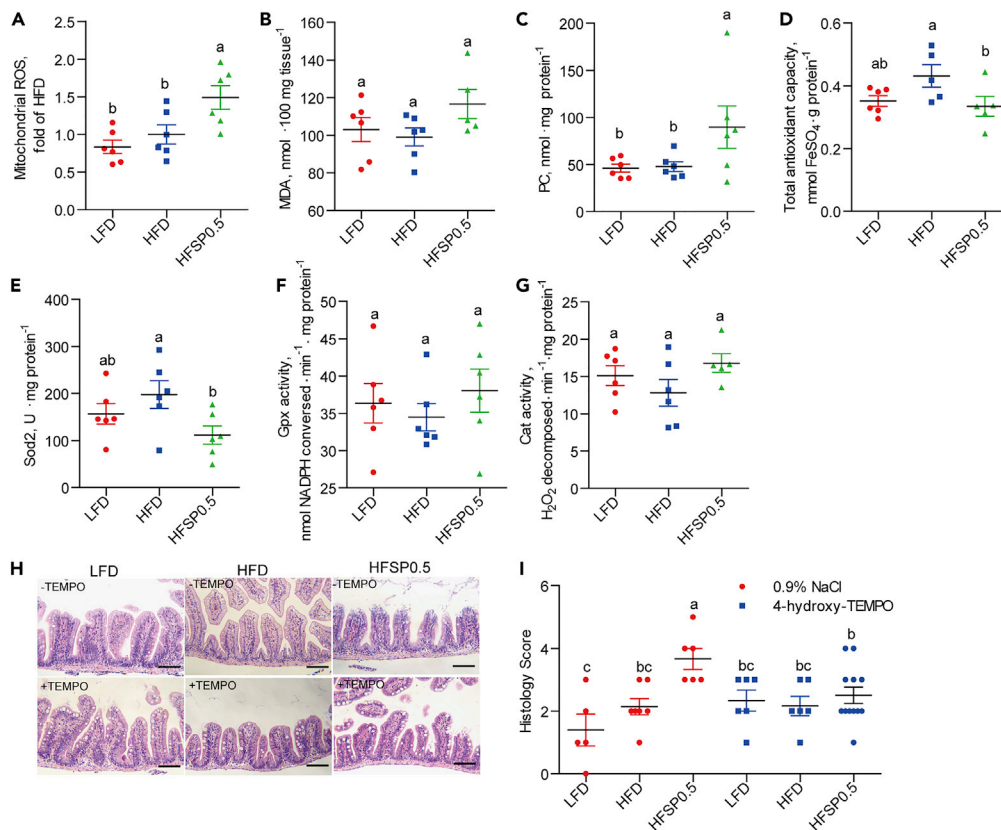 A
Mitochondrial ROS,
fold of HFD
2.5
2.0
1.5
1.0
0.5
0.0
b
b
a
LFD
HFD
HFSP0.5
B
MDA, nmol ·100 mg tissue⁻¹
160
140
120
100
80
60
a
a
a
LFD
HFD
HFSP0.5
C
PC, nmol · mg protein⁻¹
200
150
100
50
0
b
b
a
LFD
HFD
HFSP0.5
D
Total antioxidant capacity,
mmol FeSO₄· g protein⁻¹
0.6
0.4
0.2
0.0
ab
a
b
LFD
HFD
HFSP0.5
E
Sod2, U · mg protein⁻¹
400
300
200
100
0
ab
a
b
LFD
HFD
HFSP0.5
F
Gpx activity,
nmol NADPH conversed · min⁻¹ · mg protein⁻¹
50
45
40
35
30
25
a
a
a
LFD
HFD
HFSP0.5
G
Cat activity,
H₂O₂ decomposed · min⁻¹· mg protein⁻¹
25
20
15
10
5
0
a
a
a
LFD
HFD
HFSP0.5
H
LFD
HFD
HFSP0.5
-TEMPO
-TEMPO
-TEMPO
+TEMPO
+TEMPO
+TEMPO
I
0.9% NaCl
4-hydroxy-TEMPO
Histology Score
6
4
2
0
c
bc
a
bc
bc
b
LFD
HFD
HFSP0.5
LFD
HFD
HFSP0.5